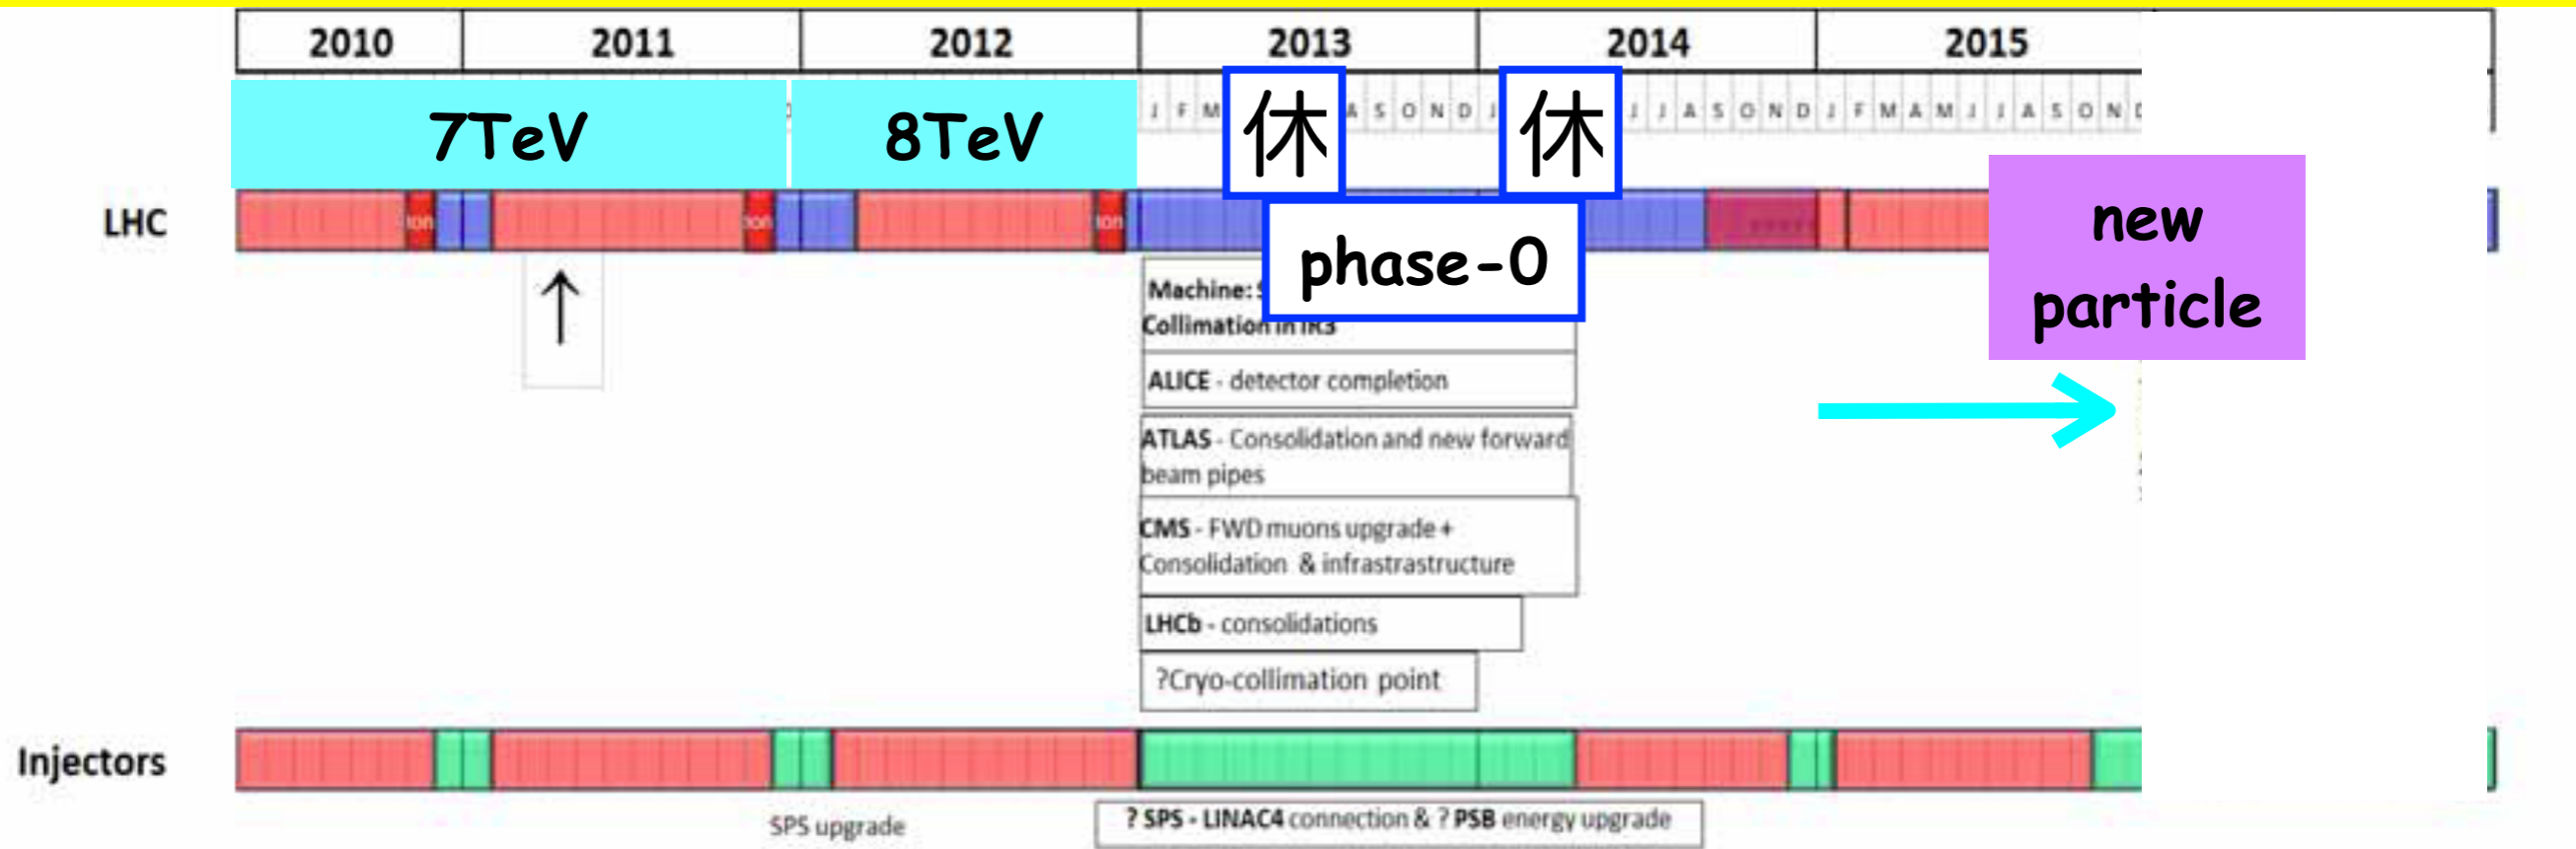 2010 2011 2012 2013 2014 2015
7TeV 8TeV J F M 休 A S O N D J 休 J J A S O N D J F M A M J J A S O N D
LHC ion ion ion new
particle
phase-0
Machine:
Collimation in IR3
ALICE - detector completion
ATLAS - Consolidation and new forward
beam pipes
CMS - FWD muons upgrade +
Consolidation & infrastrastructure
LHCb - consolidations
?Cryo-collimation point
Injectors
SPS upgrade
? SPS - LINAC4 connection & ? PSB energy upgrade